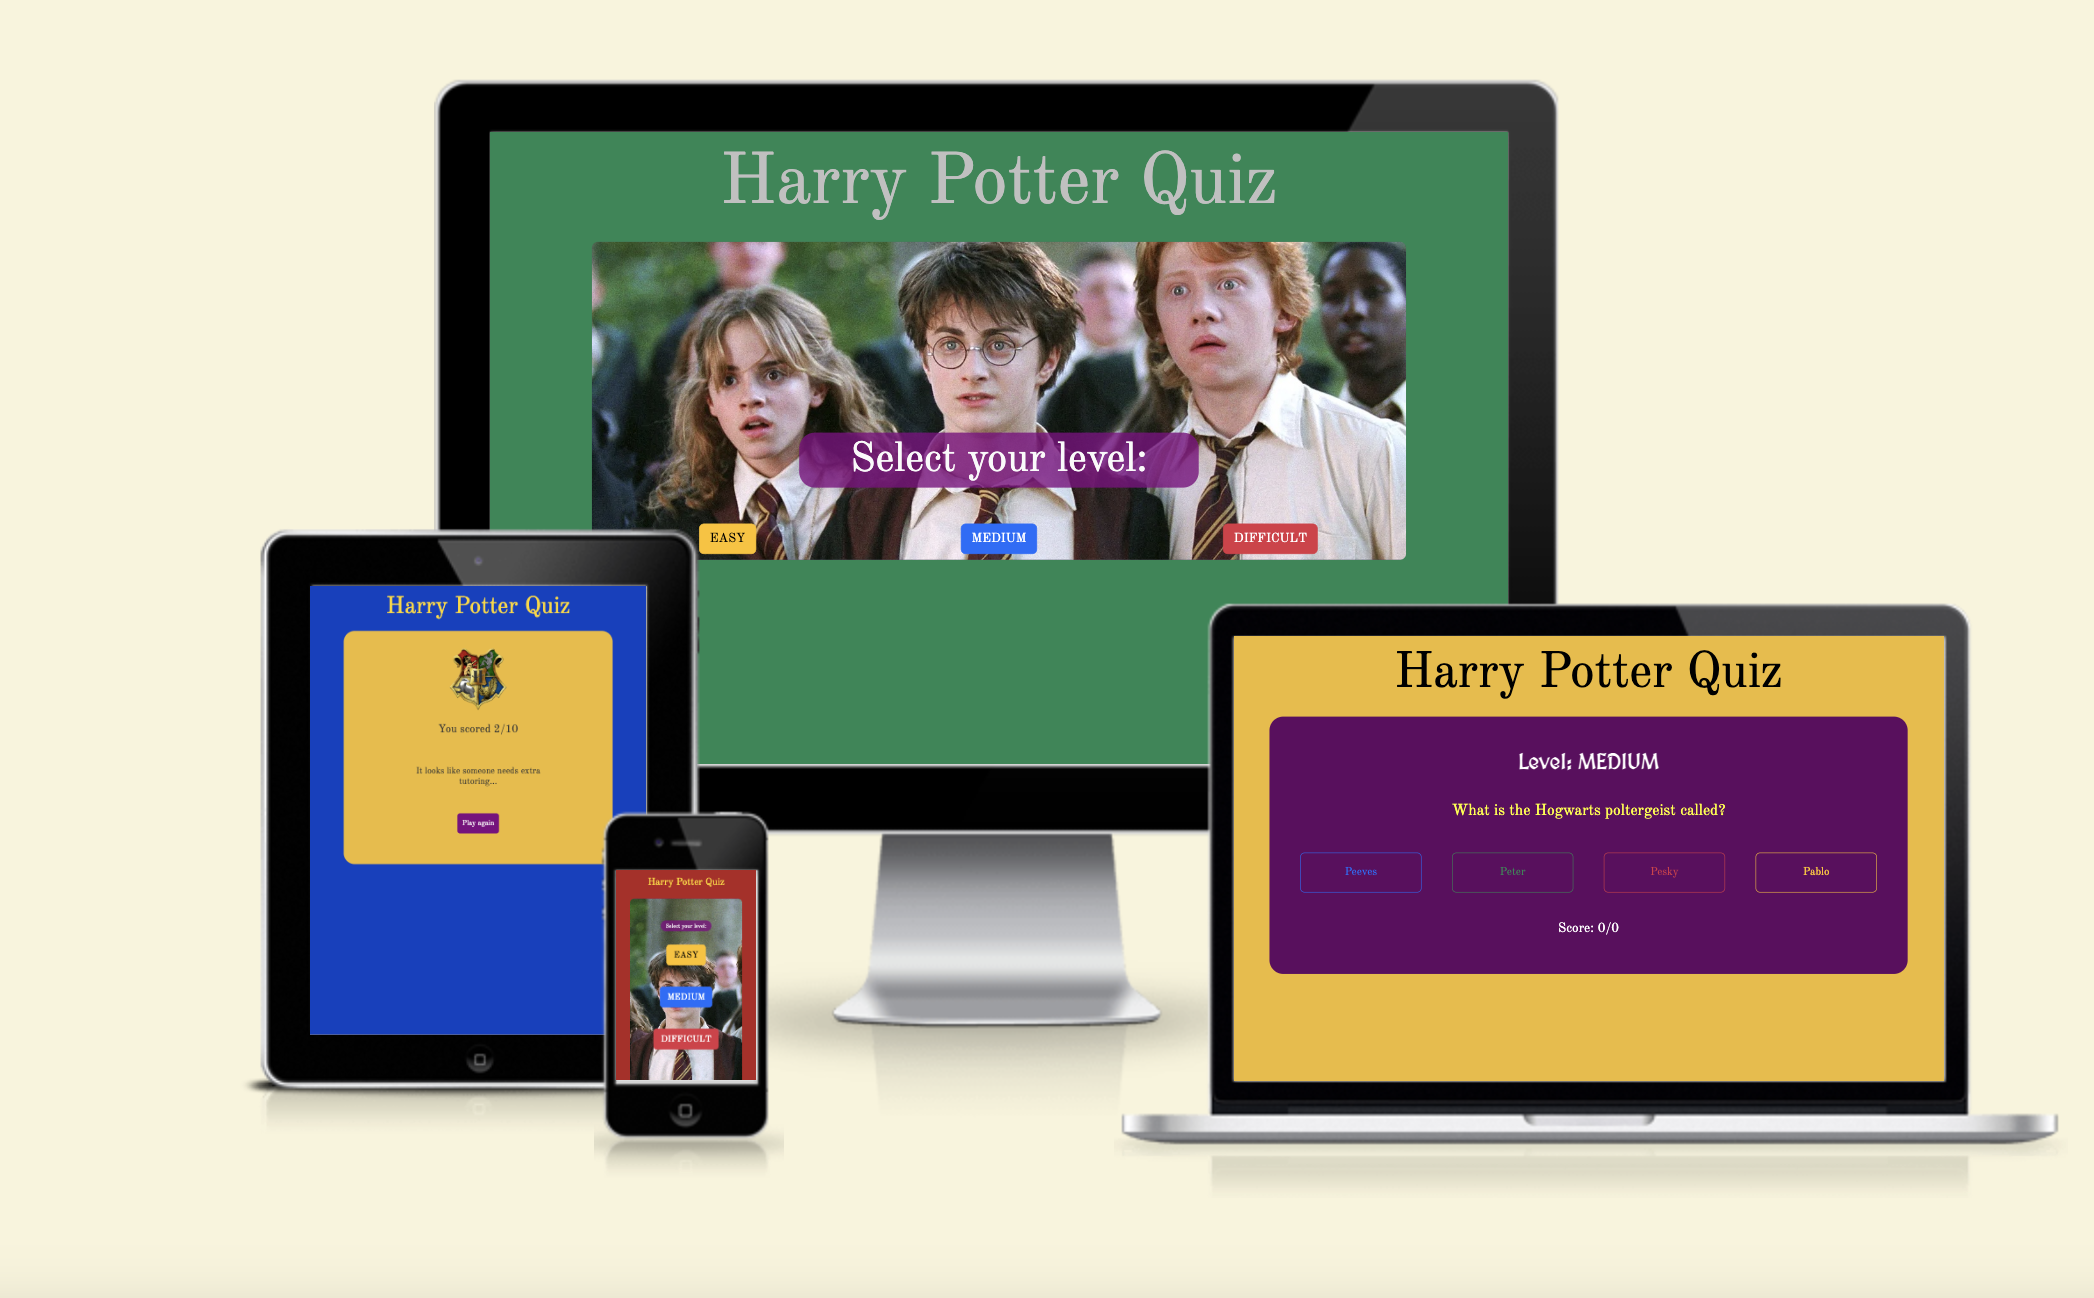 Harry Potter Quiz
Select your level:
EASY
MEDIUM
DIFFICULT
Harry Potter Quiz
You scored 2/10
It looks like someone needs extra
tutoring...
Play again
Harry Potter Quiz
Select your level:
EASY
MEDIUM
DIFFICULT
Harry Potter Quiz
Level: MEDIUM
What is the Hogwarts poltergeist called?
Peeves
Peter
Pesky
Pablo
Score: 0/0